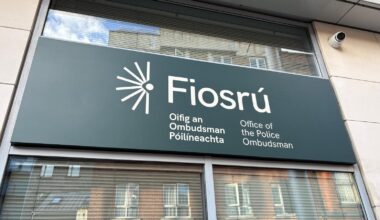 Fiosrú
Oifig an
Ombudsman
Póilíneachta
Office of
the Police
Ombudsman